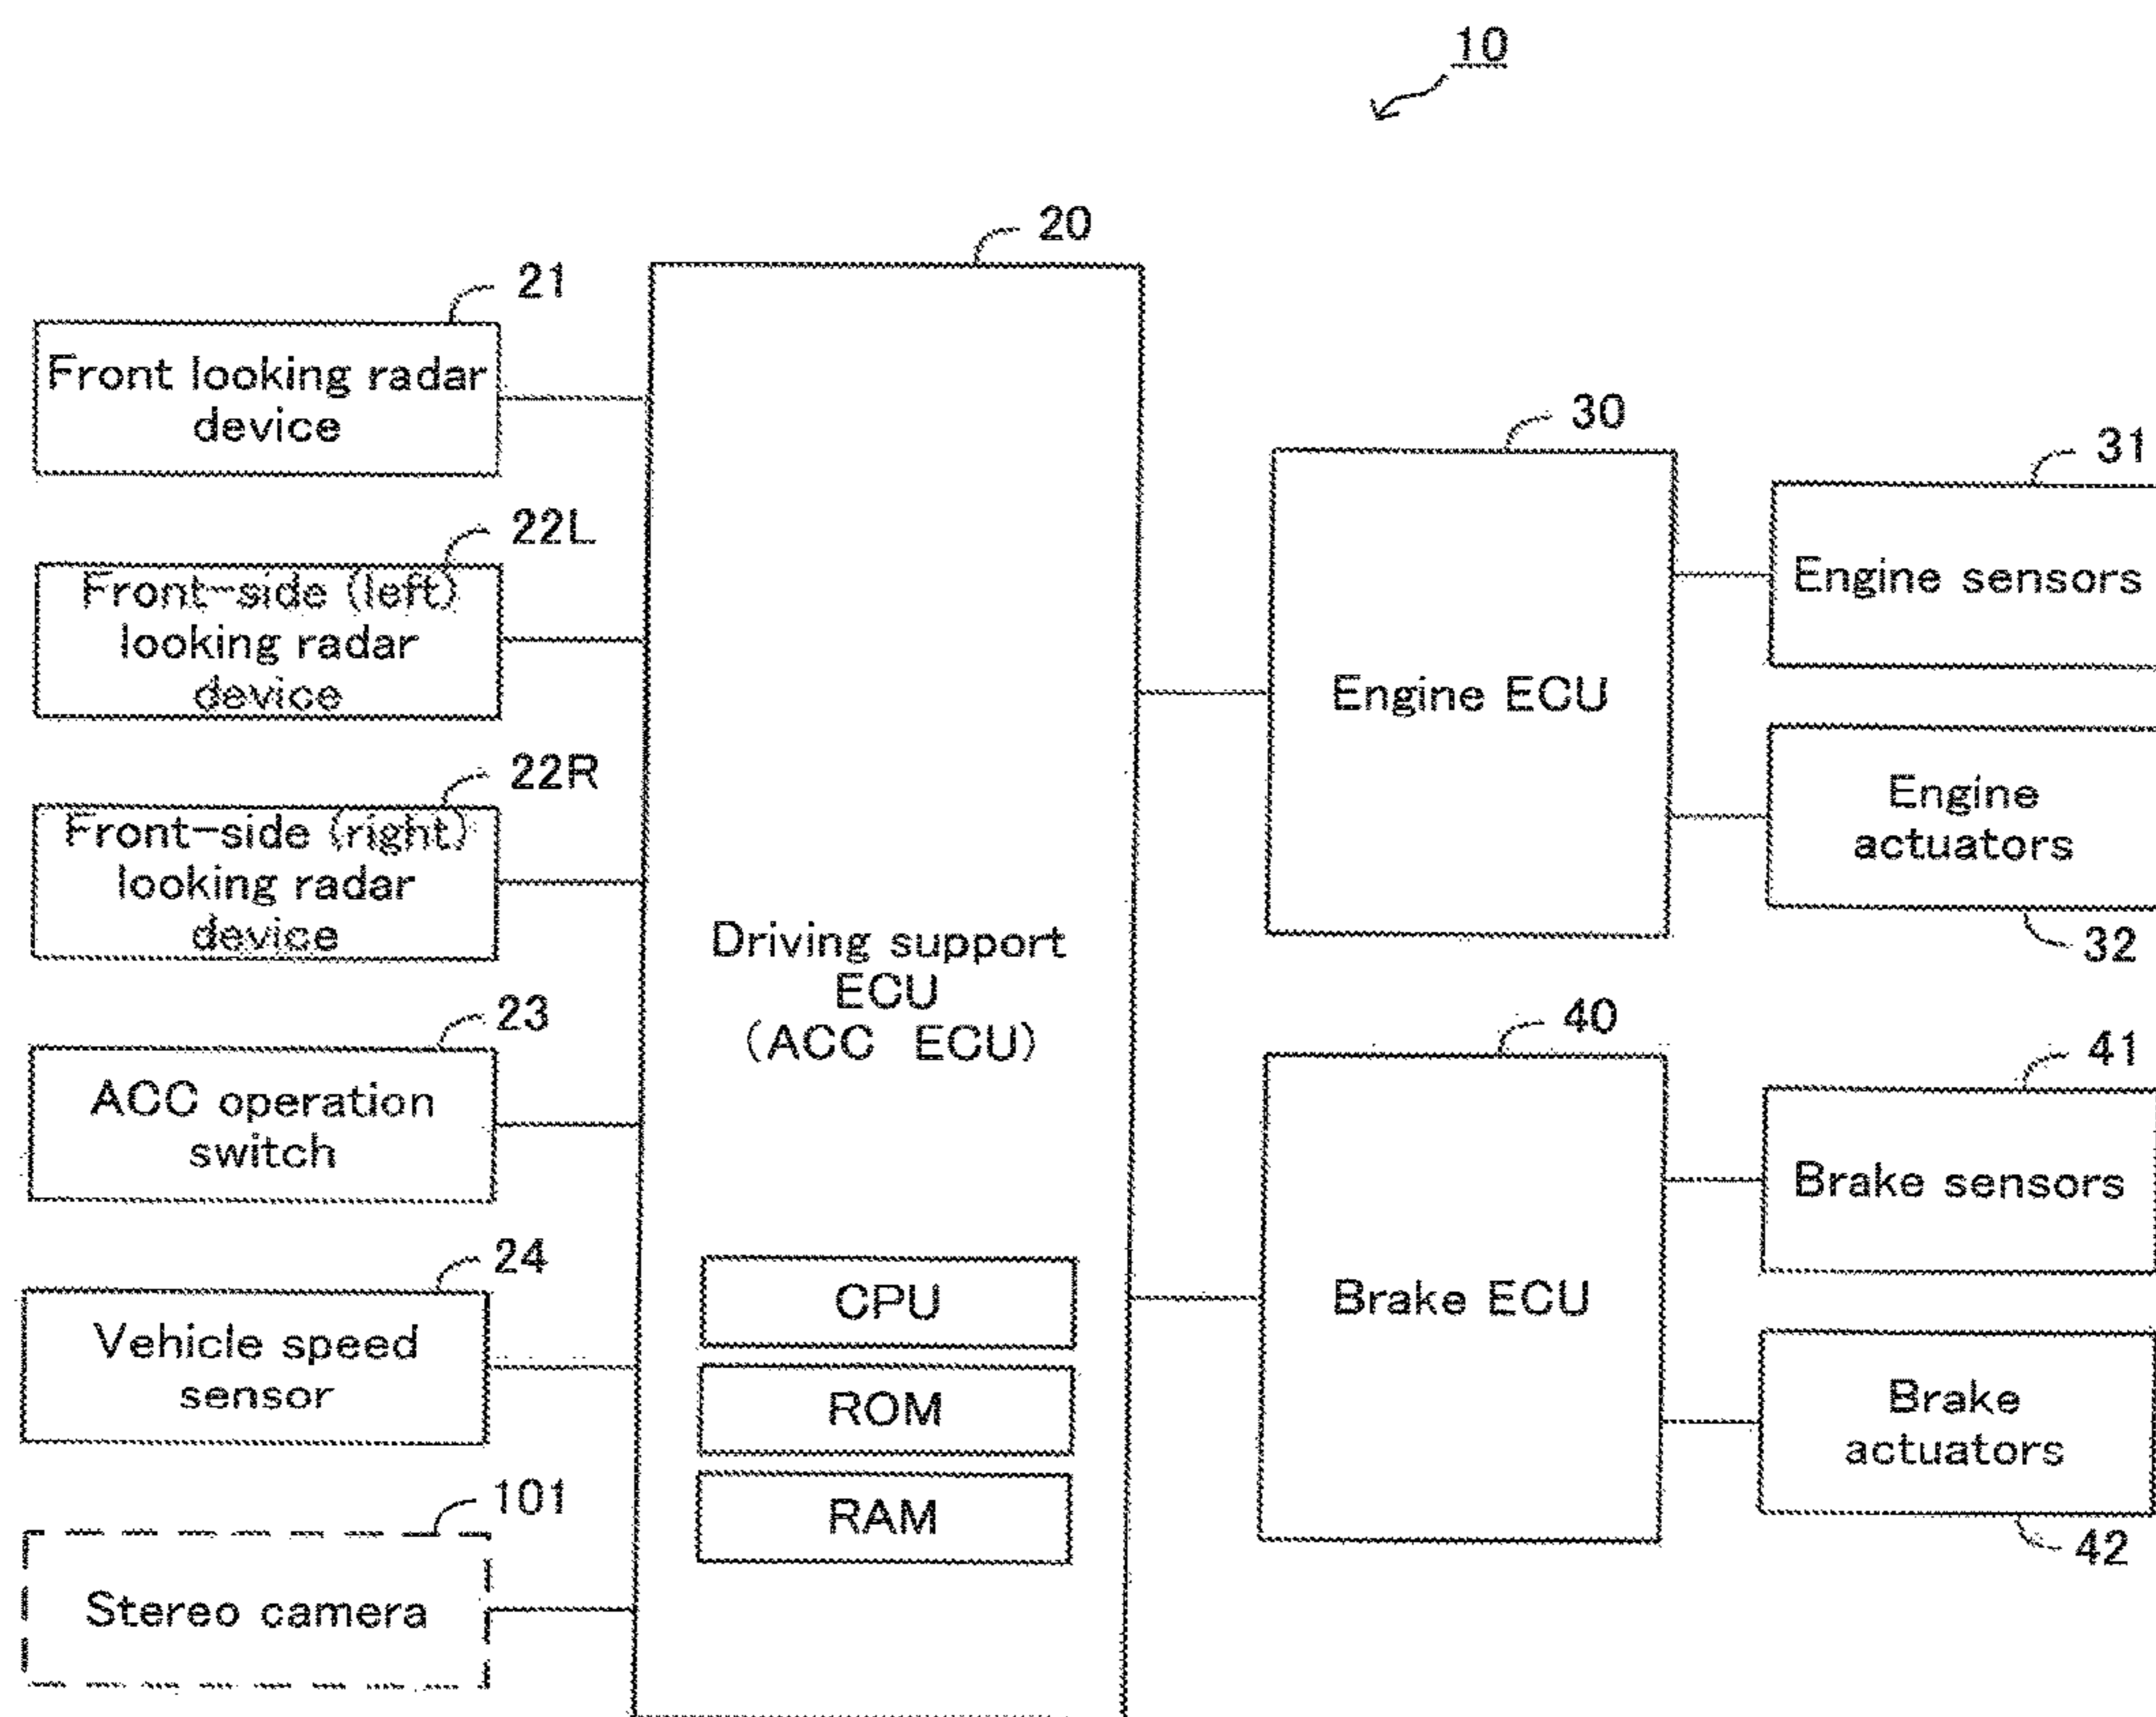 10
20
21
Front looking radar
device
22L
Front-side (left)
looking radar
device
22R
Front-side (right)
looking radar
device
23
ACC operation
switch
24
Vehicle speed
sensor
101
Stereo camera
Driving support
ECU
(ACC ECU)
CPU
ROM
RAM
30
Engine ECU
31
Engine sensors
Engine
actuators
32
40
Brake ECU
41
Brake sensors
Brake
actuators
42